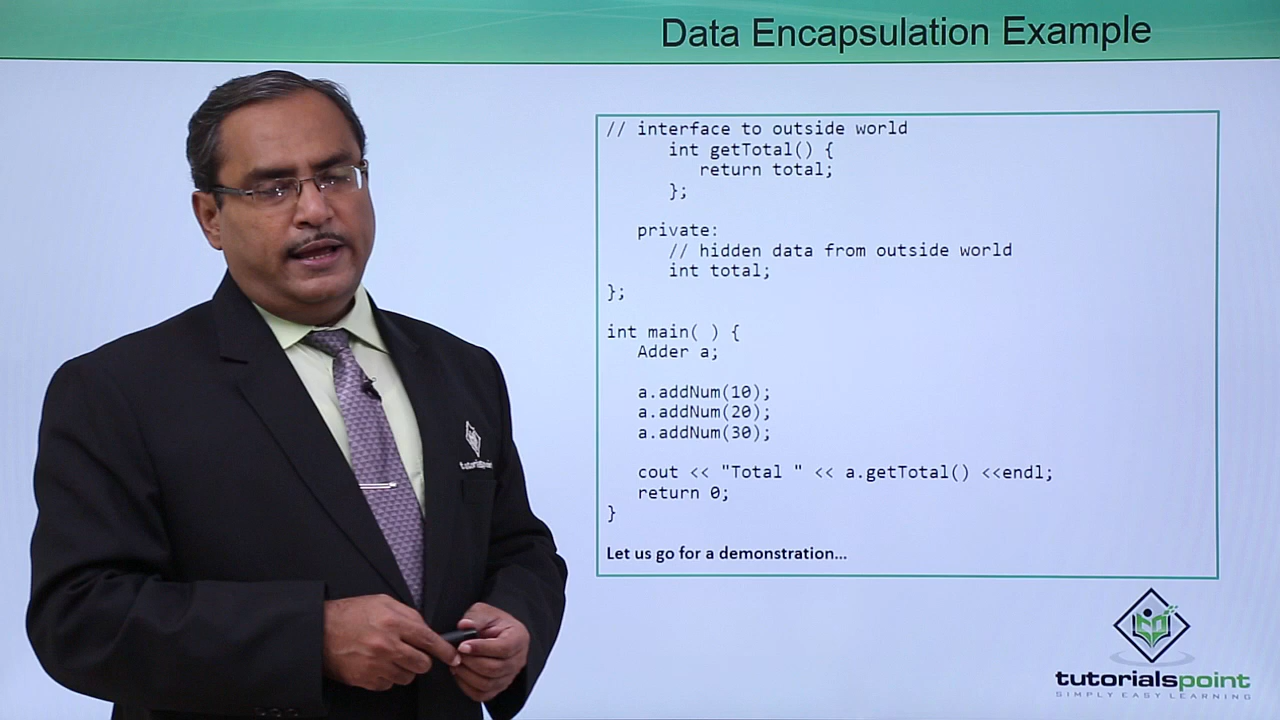 Data Encapsulation Example
// interface to outside world
int getTotal() {
return total;
};
private:
// hidden data from outside world
int total;
};
int main( ) {
Adder a;
a.addNum(10);
a.addNum(20);
a.addNum(30);
cout << "Total " << a.getTotal() <<endl;
return 0;
}
Let us go for a demonstration...
tutorialspoint
tutorialspoint
SIMPLY EASY LEARNING